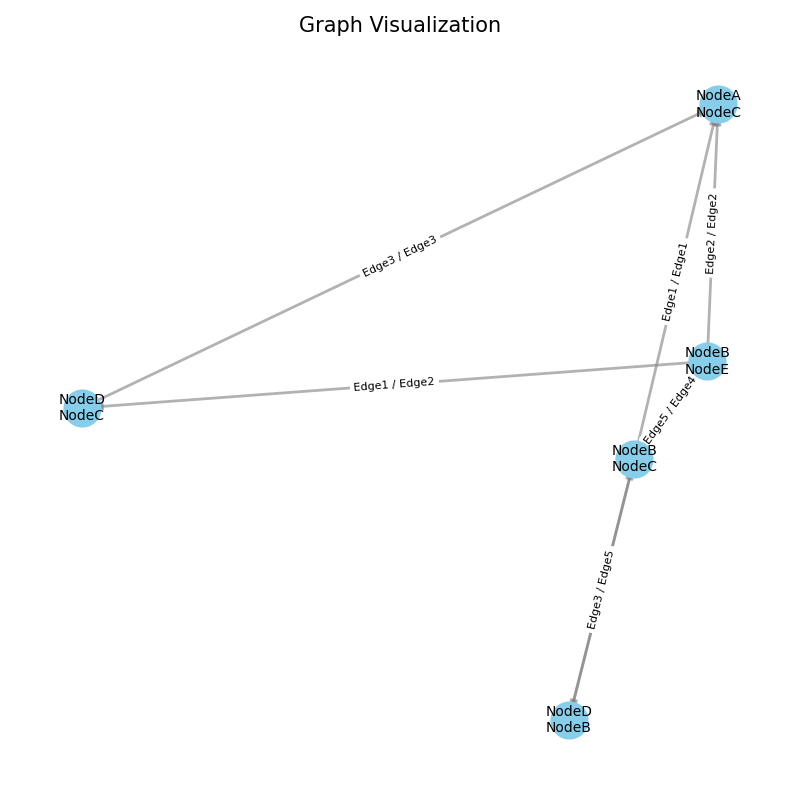 Graph Visualization
NodeA
NodeC
Edge2 / Edge2
Edge3 / Edge3
Edge1 / Edge1
NodeB
NodeE
Edge1 / Edge2
NodeD
NodeC
Edge5 / Edge4
NodeB
NodeC
Edge3 / Edge5
NodeD
NodeB